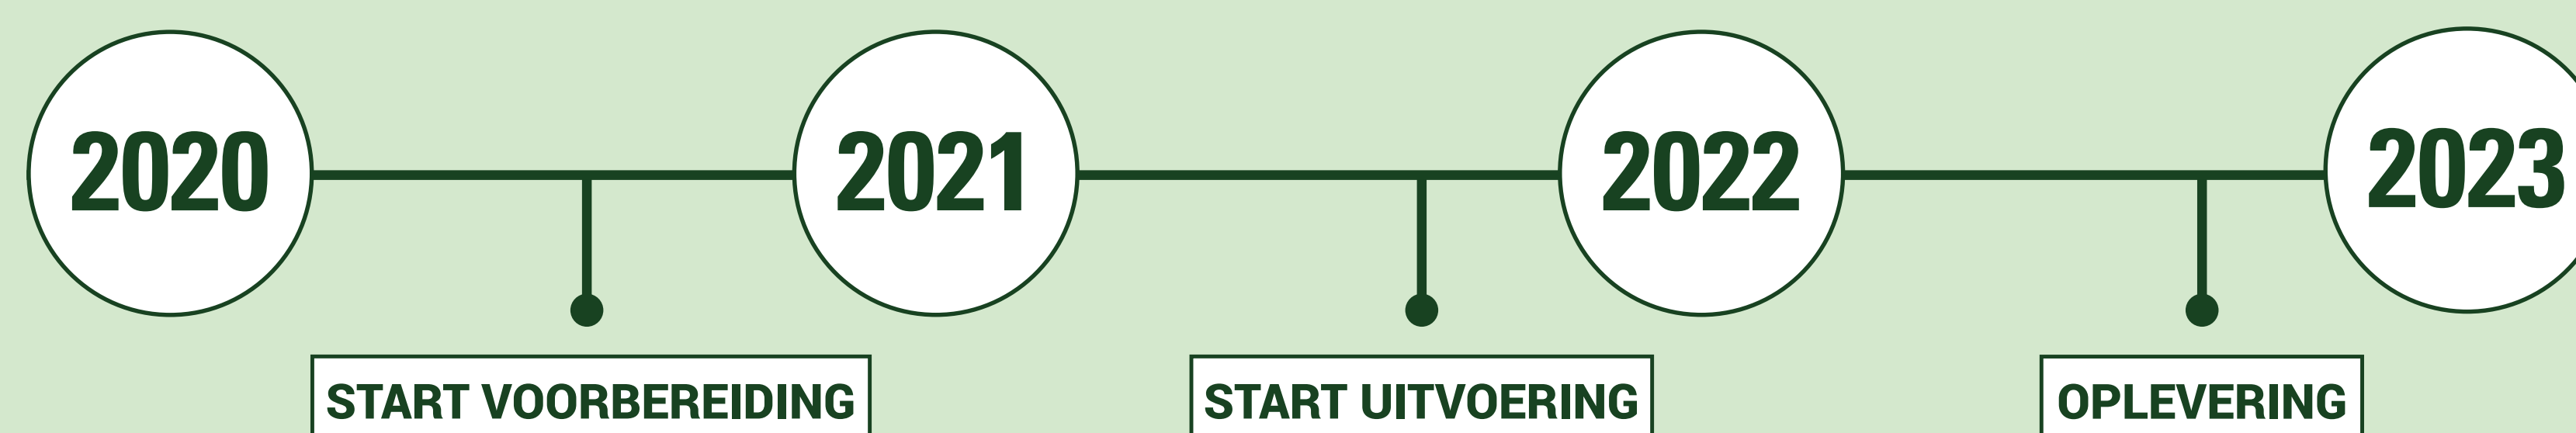 2020
2021
2022
2023
START VOORBEREIDING
START UITVOERING
OPLEVERING